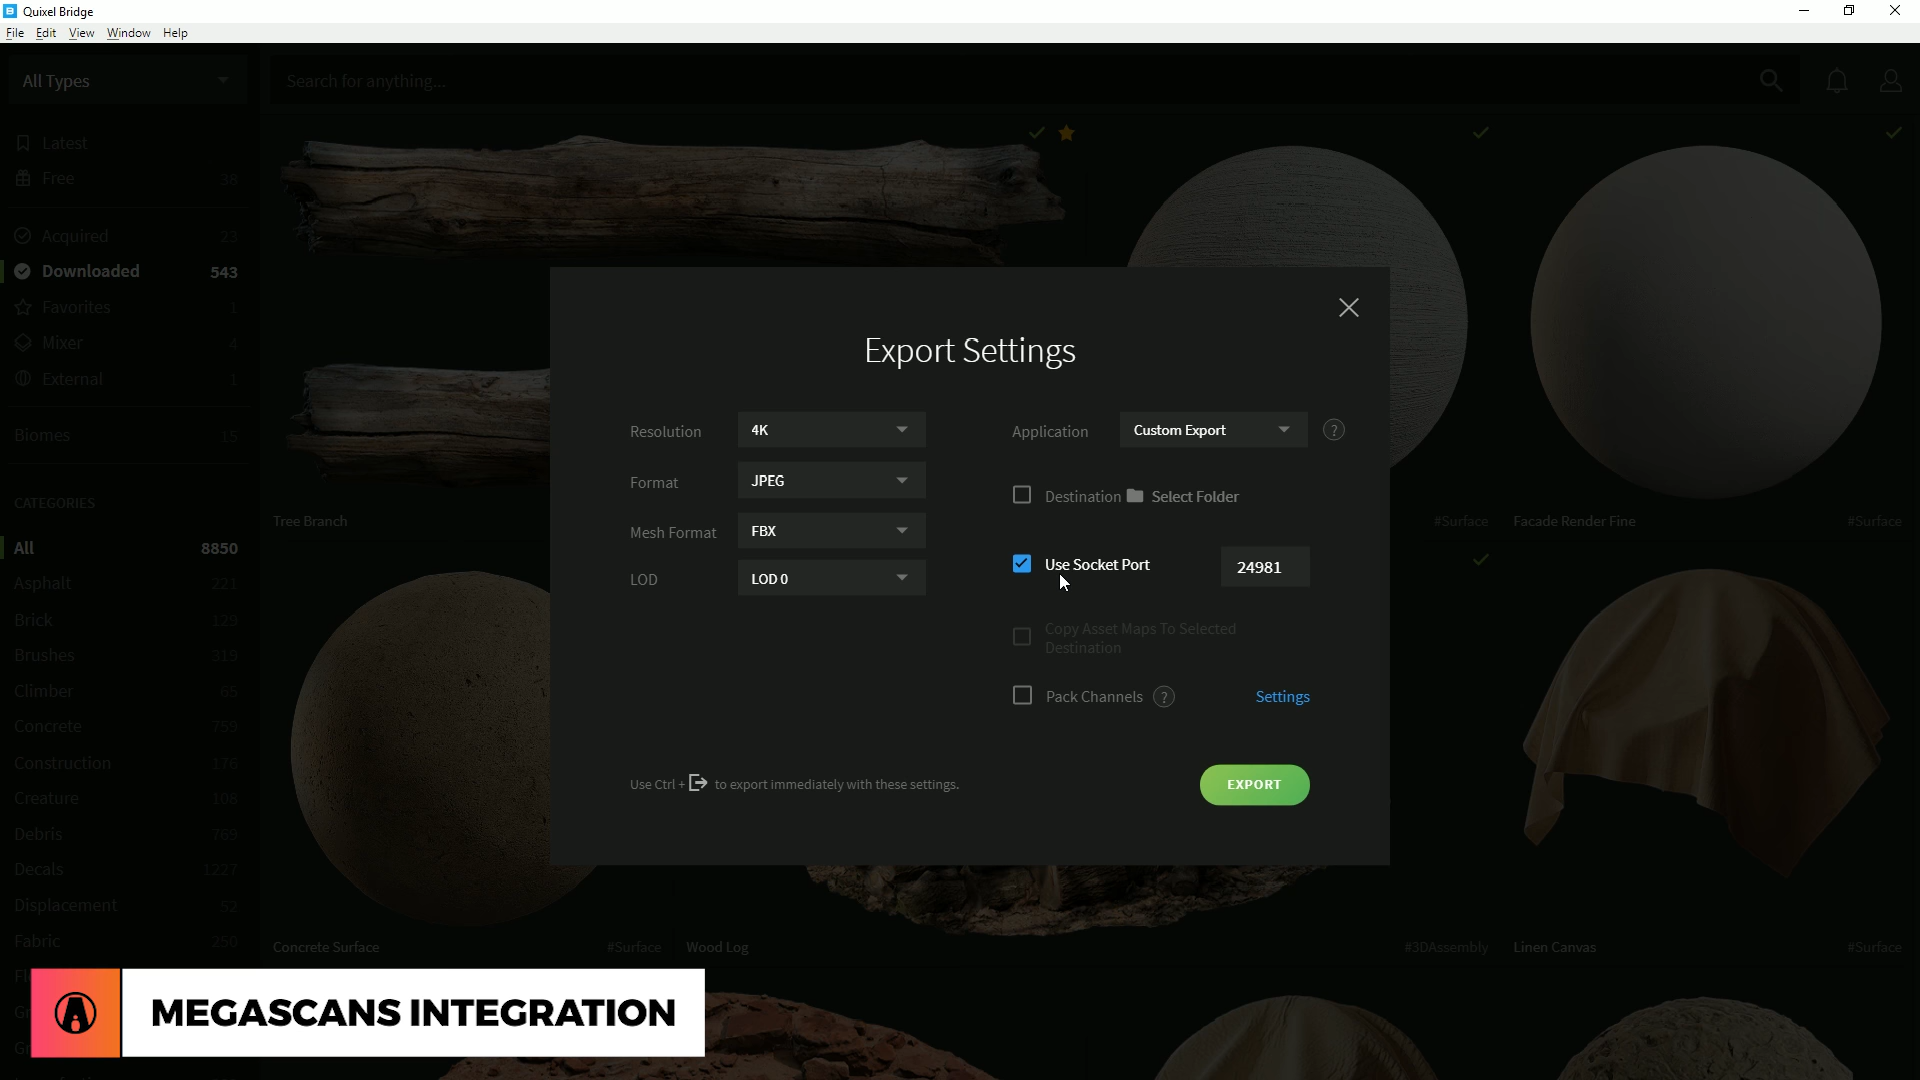 Quixel Bridge
File Edit View Window Help
All Types
Search for anything...
Latest
Free 38
Acquired 23
Downloaded 543
Favorites 1
Mixer 4
External 1
Biomes 15
CATEGORIES
All 8850
Asphalt 221
Brick 129
Brushes 315
Climber 65
Concrete 759
Construction 176
Creature 108
Debris 769
Decals 1227
Displacement 52
Fabric 256
Tree Branch
#Surface
Facade Render Fine #Surface
Concrete Surface #Surface
Wood Log #3DAssembly
Linen Canvas #Surface
Export Settings
Resolution 4K
Format JPEG
Mesh Format FBX
LOD LOD 0
Application Custom Export ?
Destination Select Folder
Use Socket Port 24981
Copy Asset Maps To Selected
Destination
Pack Channels ? Settings
Use Ctrl + to export immediately with these settings.
EXPORT
MEGASCANS INTEGRATION